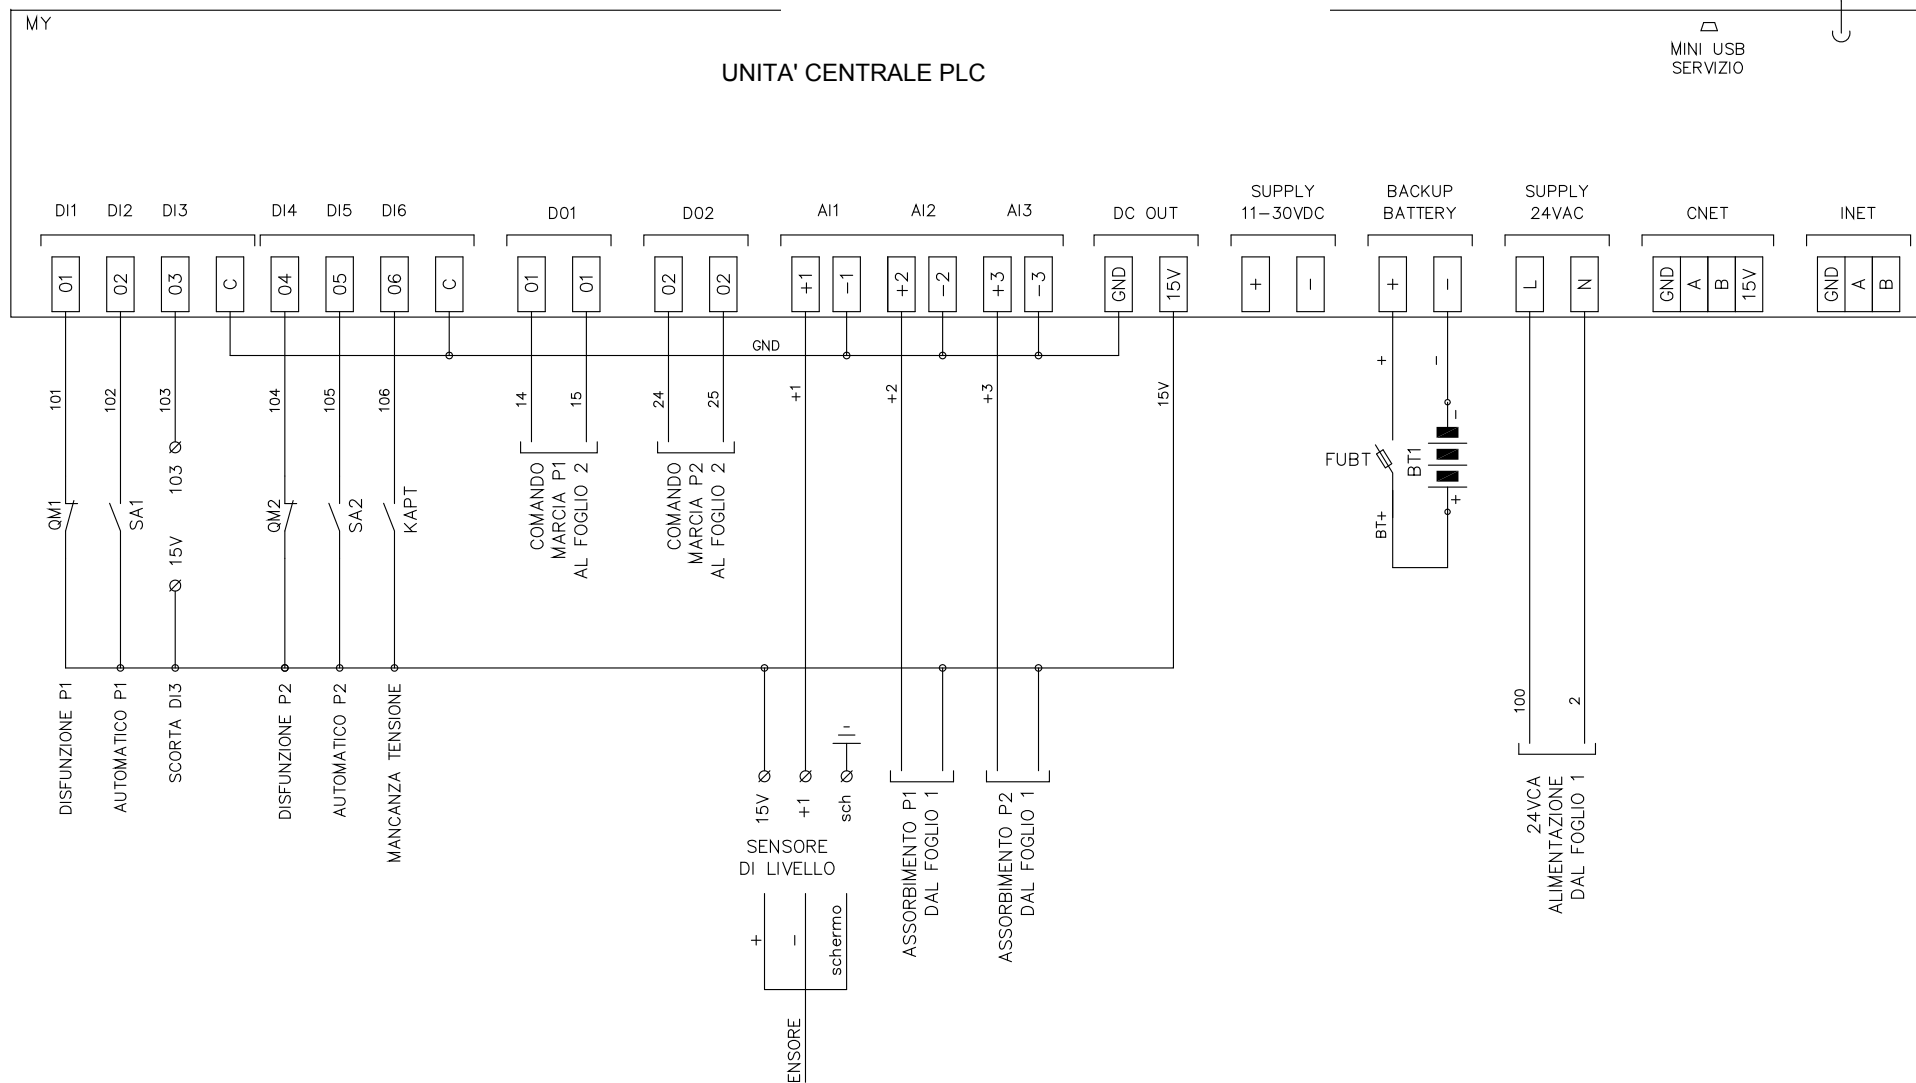 MY
MINI USB
SERVIZIO
UNITA' CENTRALE PLC
DI1 DI2 DI3 DI4 DI5 DI6 DO1 DO2 AI1 AI2 AI3 DC OUT
SUPPLY
11-30VDC
BACKUP
BATTERY
SUPPLY
24VAC
CNET
INET
01 02 03 C 04 05 06 C 01 01 02 02 +1 -1 +2 -2 +3 -3 GND 15V + - + - L N GND A B 15V GND A B
GND
+ -
101 102 103 104 105 106 14 15 24 25 +1 +2 +3 15V
103
15V
QM1
SA1
QM2
SA2
KAPT
COMANDO
MARCIA P1
AL FOGLIO 2
COMANDO
MARCIA P2
AL FOGLIO 2
FUBT
BT1
-
+
BT+
100
2
DISFUNZIONE P1
AUTOMATICO P1
SCORTA DI3
DISFUNZIONE P2
AUTOMATICO P2
MANCANZA TENSIONE
15V
+1
sch
SENSORE
DI LIVELLO
ASSORBIMENTO P1
DAL FOGLIO 1
ASSORBIMENTO P2
DAL FOGLIO 1
24VCA
ALIMENTAZIONE
DAL FOGLIO 1
+
-
schermo
ENSORE